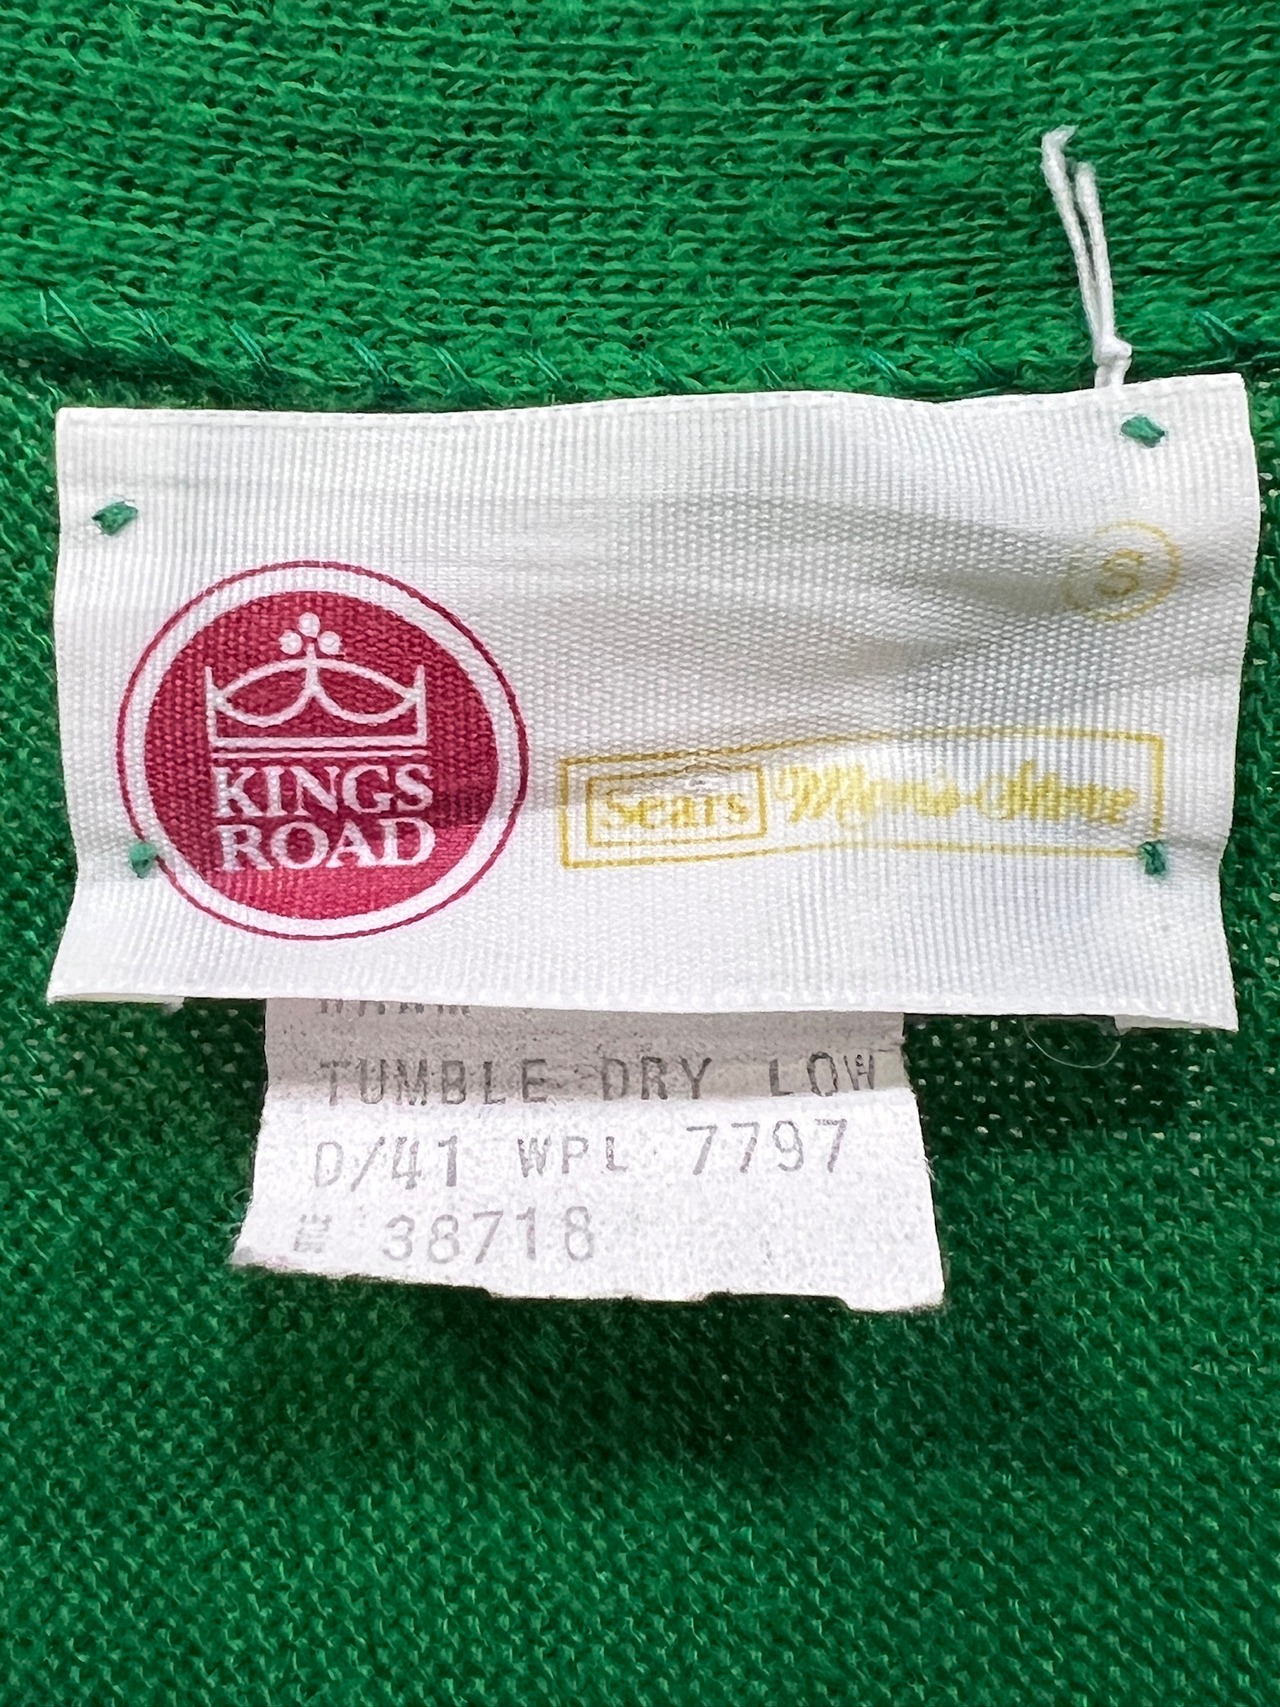 S
KINGS
ROAD
Sears Men's Store
TUMBLE DRY LOW
D/41 WPL 7797
# 38718